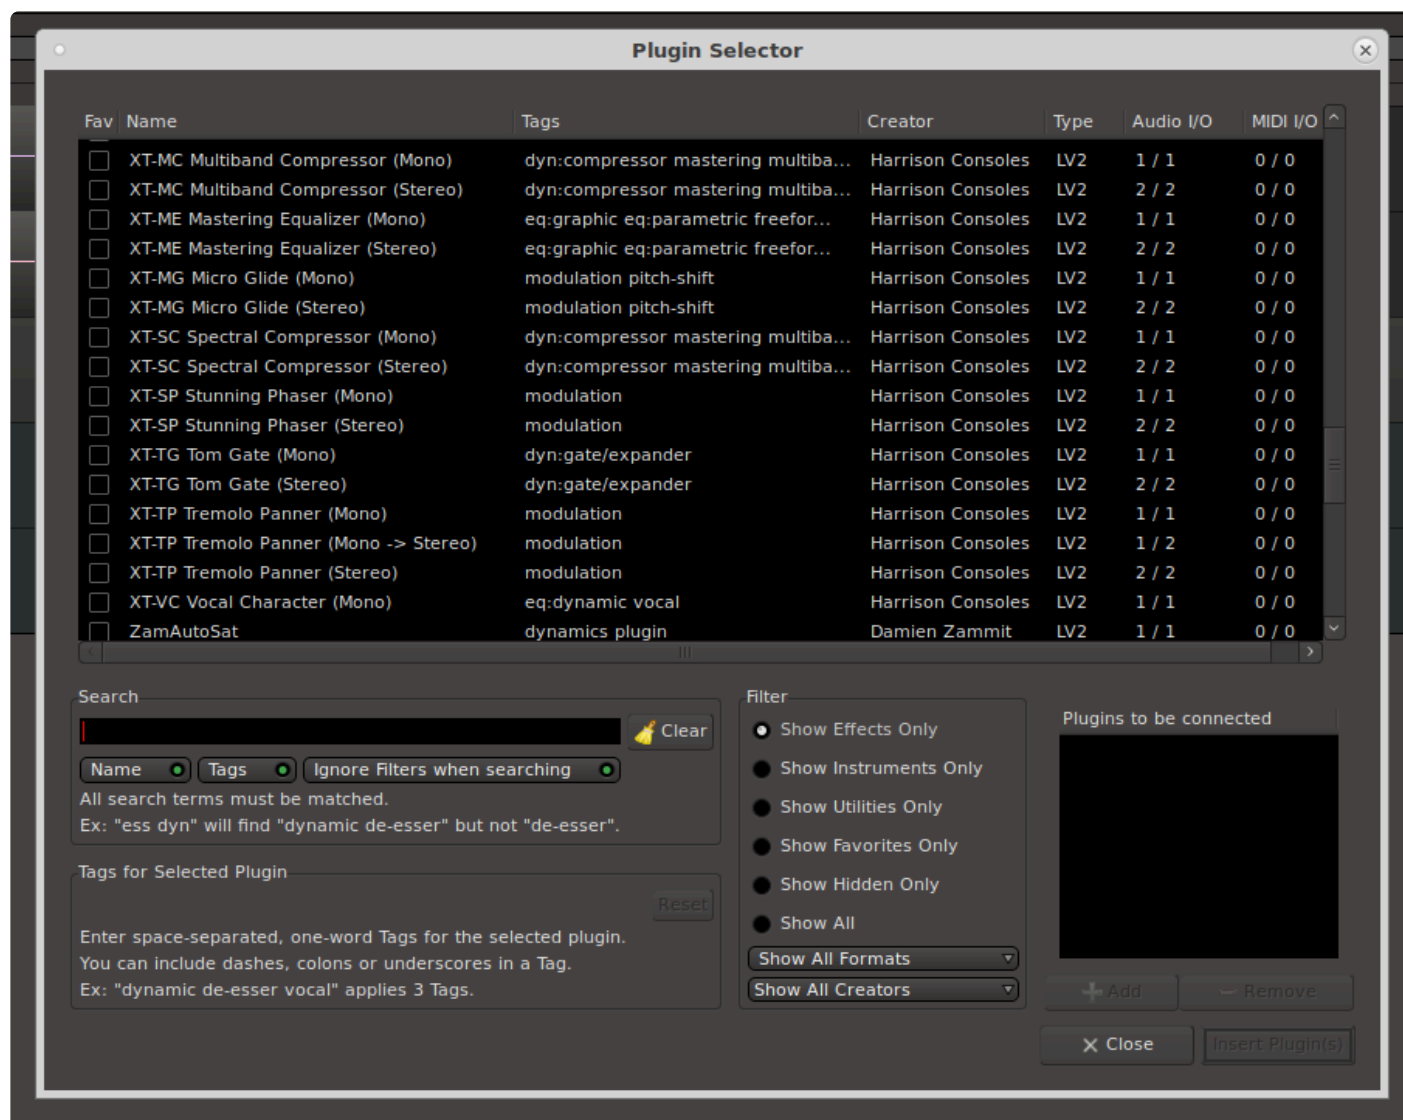 Plugin Selector
Fav Name Tags Creator Type Audio I/O MIDI I/O
XT-MC Multiband Compressor (Mono) dyn:compressor mastering multiba... Harrison Consoles LV2 1 / 1 0 / 0
XT-MC Multiband Compressor (Stereo) dyn:compressor mastering multiba... Harrison Consoles LV2 2 / 2 0 / 0
XT-ME Mastering Equalizer (Mono) eq:graphic eq:parametric freefor... Harrison Consoles LV2 1 / 1 0 / 0
XT-ME Mastering Equalizer (Stereo) eq:graphic eq:parametric freefor... Harrison Consoles LV2 2 / 2 0 / 0
XT-MG Micro Glide (Mono) modulation pitch-shift Harrison Consoles LV2 1 / 1 0 / 0
XT-MG Micro Glide (Stereo) modulation pitch-shift Harrison Consoles LV2 2 / 2 0 / 0
XT-SC Spectral Compressor (Mono) dyn:compressor mastering multiba... Harrison Consoles LV2 1 / 1 0 / 0
XT-SC Spectral Compressor (Stereo) dyn:compressor mastering multiba... Harrison Consoles LV2 2 / 2 0 / 0
XT-SP Stunning Phaser (Mono) modulation Harrison Consoles LV2 1 / 1 0 / 0
XT-SP Stunning Phaser (Stereo) modulation Harrison Consoles LV2 2 / 2 0 / 0
XT-TG Tom Gate (Mono) dyn:gate/expander Harrison Consoles LV2 1 / 1 0 / 0
XT-TG Tom Gate (Stereo) dyn:gate/expander Harrison Consoles LV2 2 / 2 0 / 0
XT-TP Tremolo Panner (Mono) modulation Harrison Consoles LV2 1 / 1 0 / 0
XT-TP Tremolo Panner (Mono -> Stereo) modulation Harrison Consoles LV2 1 / 2 0 / 0
XT-TP Tremolo Panner (Stereo) modulation Harrison Consoles LV2 2 / 2 0 / 0
XT-VC Vocal Character (Mono) eq:dynamic vocal Harrison Consoles LV2 1 / 1 0 / 0
ZamAutoSat dynamics plugin Damien Zammit LV2 1 / 1 0 / 0
Search
Clear
Name Tags Ignore Filters when searching
All search terms must be matched.
Ex: "ess dyn" will find "dynamic de-esser" but not "de-esser".
Tags for Selected Plugin
Reset
Enter space-separated, one-word Tags for the selected plugin.
You can include dashes, colons or underscores in a Tag.
Ex: "dynamic de-esser vocal" applies 3 Tags.
Filter
Show Effects Only
Show Instruments Only
Show Utilities Only
Show Favorites Only
Show Hidden Only
Show All
Show All Formats
Show All Creators
Plugins to be connected
Add Remove
Close Insert Plugin(s)